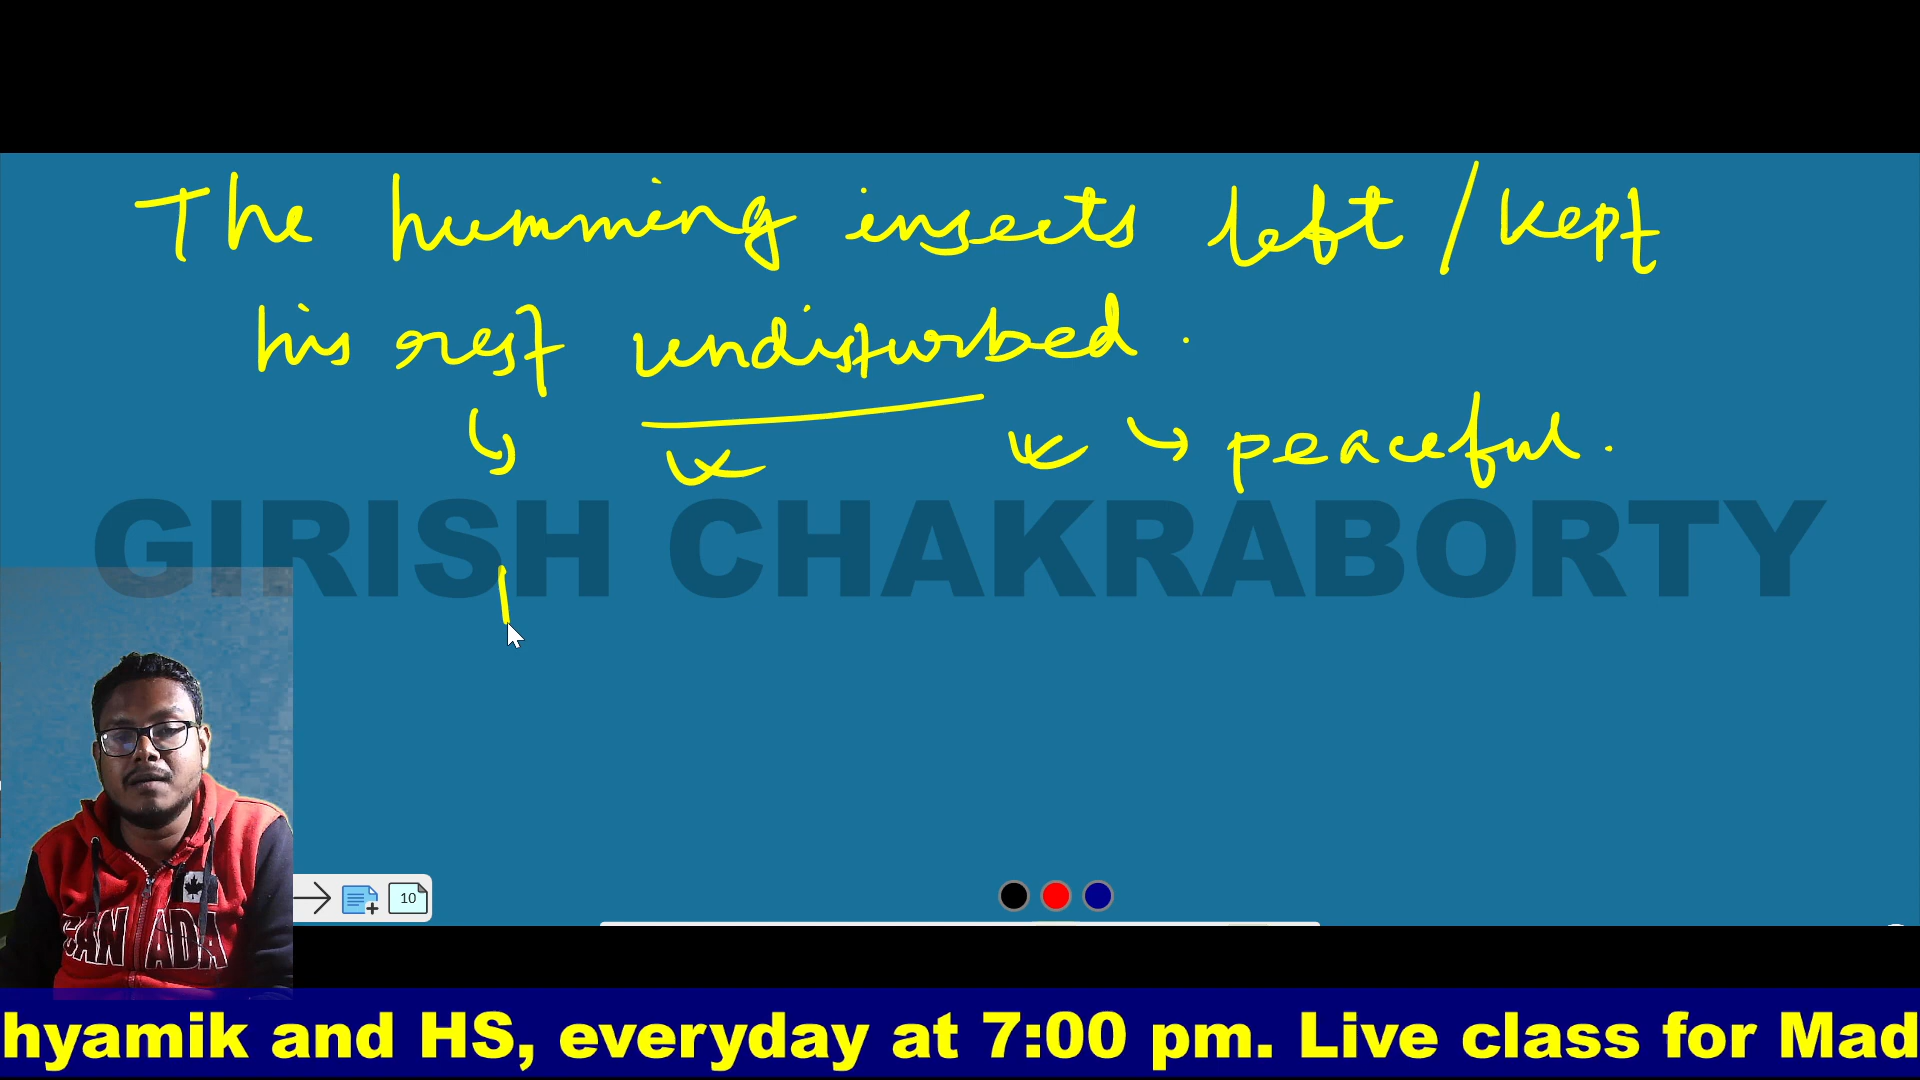 The humming insects left / kept
his rest undisturbed.
peaceful.
GIRISH CHAKRABORTY
CANADA
10
hyamik and HS, everyday at 7:00 pm. Live class for Mad